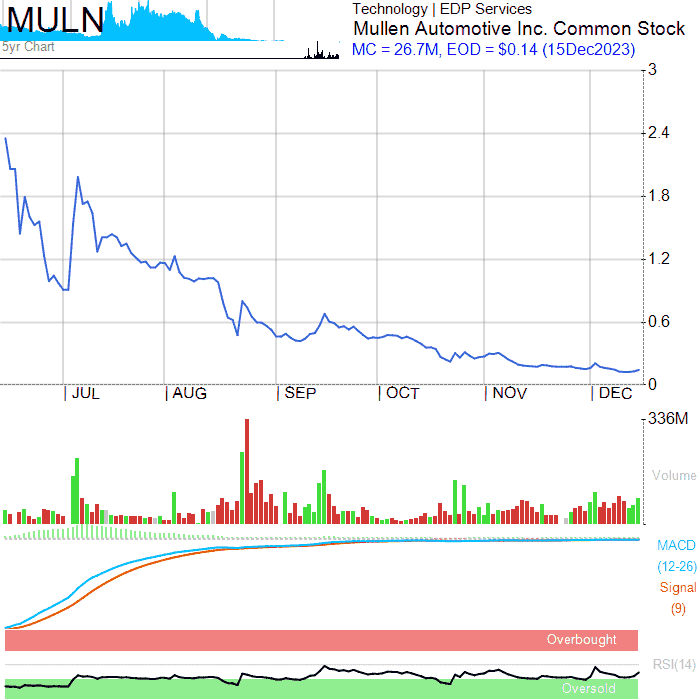 MULN
5yr Chart
Technology | EDP Services
Mullen Automotive Inc. Common Stock
MC = 26.7M, EOD = $0.14 (15Dec2023)
3
2.4
1.8
1.2
0.6
0
JUL AUG SEP OCT NOV DEC
336M
Volume
MACD
(12-26)
Signal
(9)
Overbought
RSI(14)
Oversold